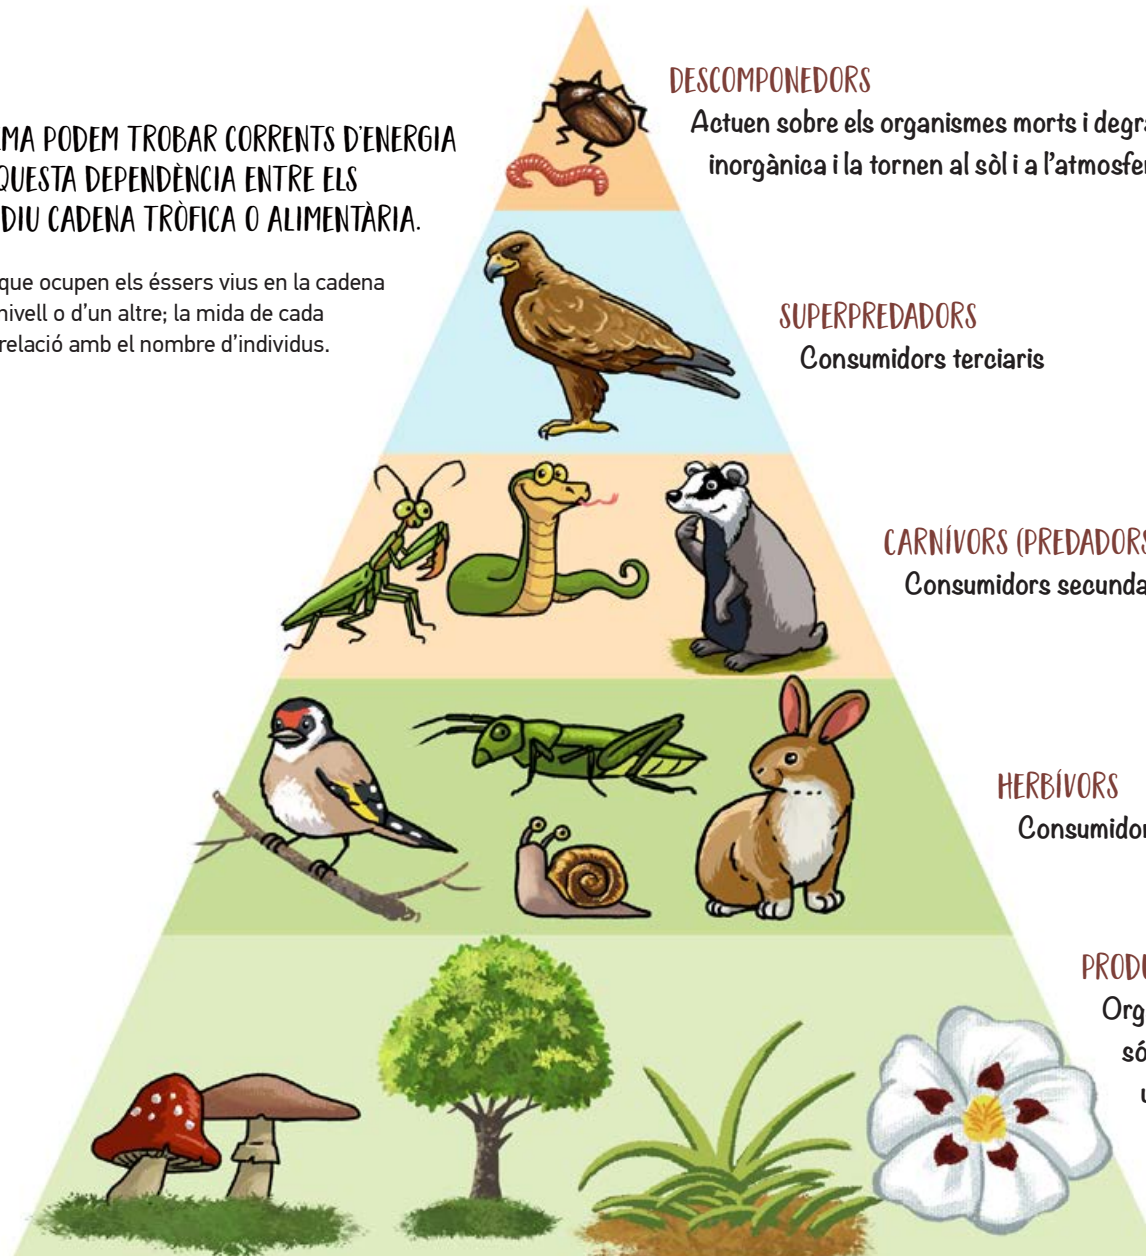 MA PODEM TROBAR CORRENTS D'ENERGIA
QUESTA DEPENDÈNCIA ENTRE ELS
DIU CADENA TRÒFICA O ALIMENTÀRIA.
que ocupen els éssers vius en la cadena
nivell o d'un altre; la mida de cada
relació amb el nombre d'individus.
DESCOMPONEDORS
Actuen sobre els organismes morts i degra
inorgànica i la tornen al sòl i a l'atmosfer
SUPERPREDADORS
Consumidors terciaris
CARNÍVORS (PREDADORS
Consumidors secunda
HERBÍVORS
Consumidor
PRODU
Org
só
u